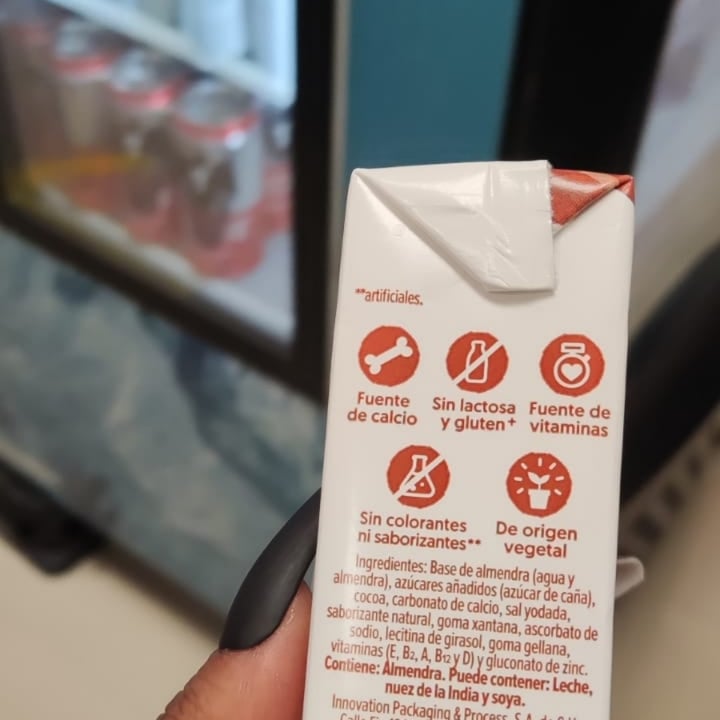 **artificiales.
Fuente
de calcio
Sin lactosa
y gluten+
Fuente de
vitaminas
Sin colorantes
ni saborizantes**
De origen
vegetal
Ingredientes: Base de almendra (agua y
almendra), azúcares añadidos (azúcar de caña),
cocoa, carbonato de calcio, sal yodada,
saborizante natural, goma xantana, ascorbato de
sodio, lecitina de girasol, goma gellana,
vitaminas (E, B2, A, B12 y D) y gluconato de zinc.
Contiene: Almendra. Puede contener: Leche,
nuez de la India y soya.
Innovation Packaging & Process, S.A.